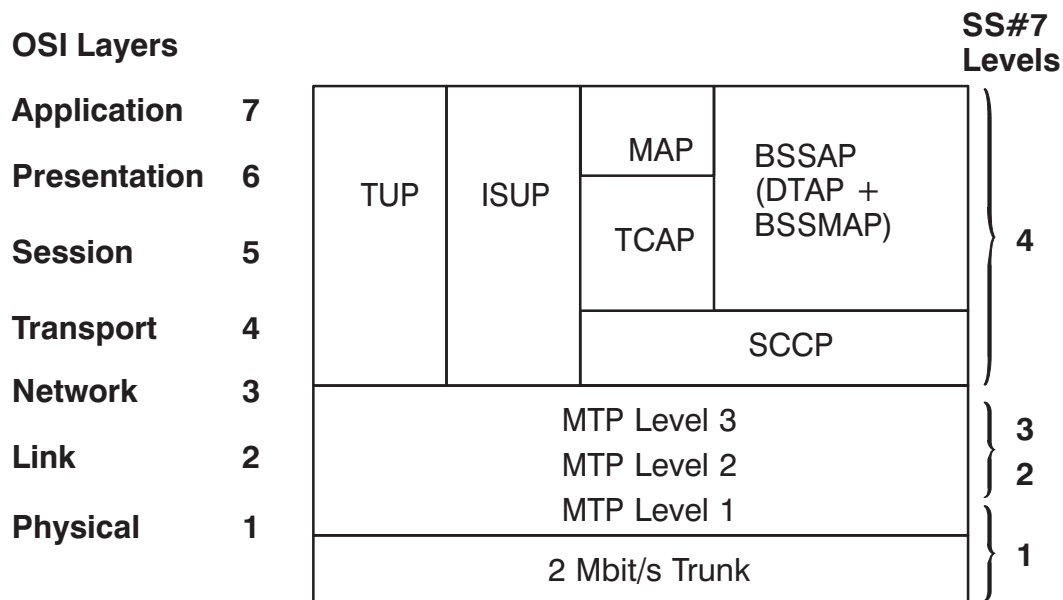 SS#7
Levels
OSI Layers
Application 7
Presentation 6
Session 5
Transport 4
Network 3
Link 2
Physical 1
TUP
ISUP
MAP
TCAP
BSSAP
(DTAP +
BSSMAP)
SCCP
MTP Level 3
MTP Level 2
MTP Level 1
2 Mbit/s Trunk
4
3
2
1